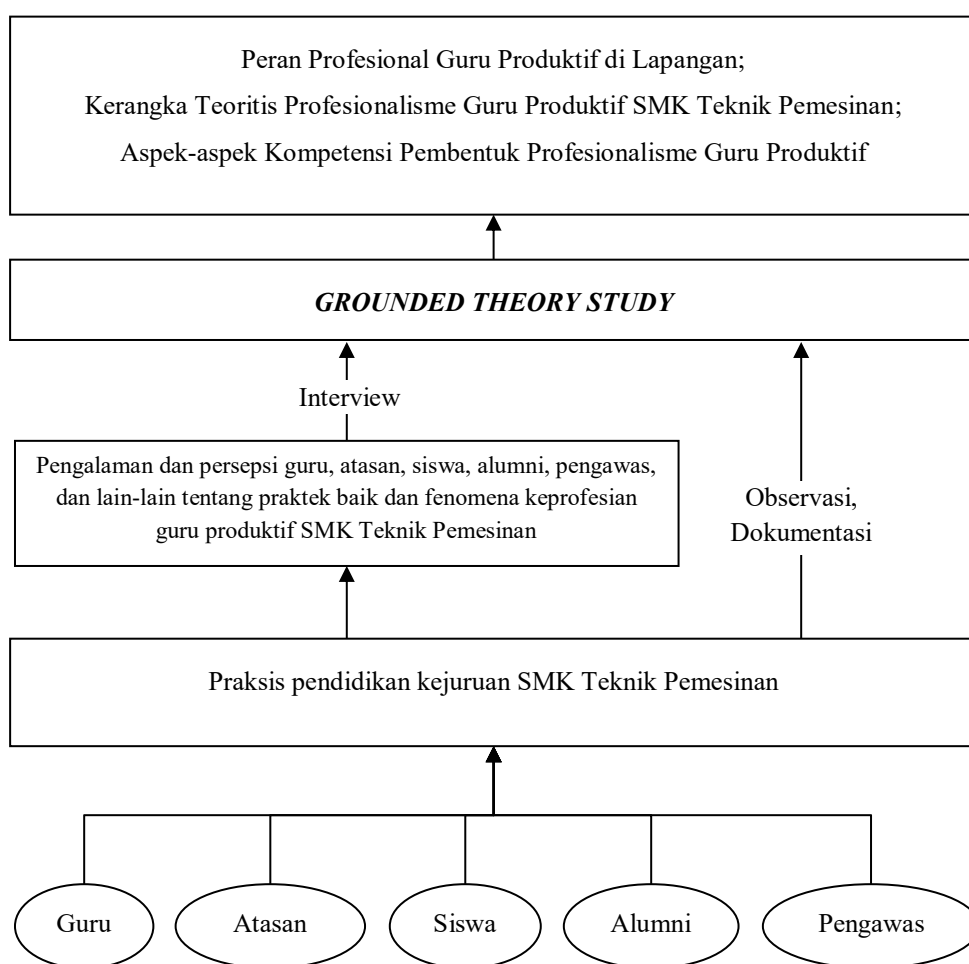 Peran Profesional Guru Produktif di Lapangan;
Kerangka Teoritis Profesionalisme Guru Produktif SMK Teknik Pemesinan;
Aspek-aspek Kompetensi Pembentuk Profesionalisme Guru Produktif
GROUNDED THEORY STUDY
Interview
Pengalaman dan persepsi guru, atasan, siswa, alumni, pengawas,
dan lain-lain tentang praktek baik dan fenomena keprofesian
guru produktif SMK Teknik Pemesinan
Observasi,
Dokumentasi
Praksis pendidikan kejuruan SMK Teknik Pemesinan
Guru
Atasan
Siswa
Alumni
Pengawas